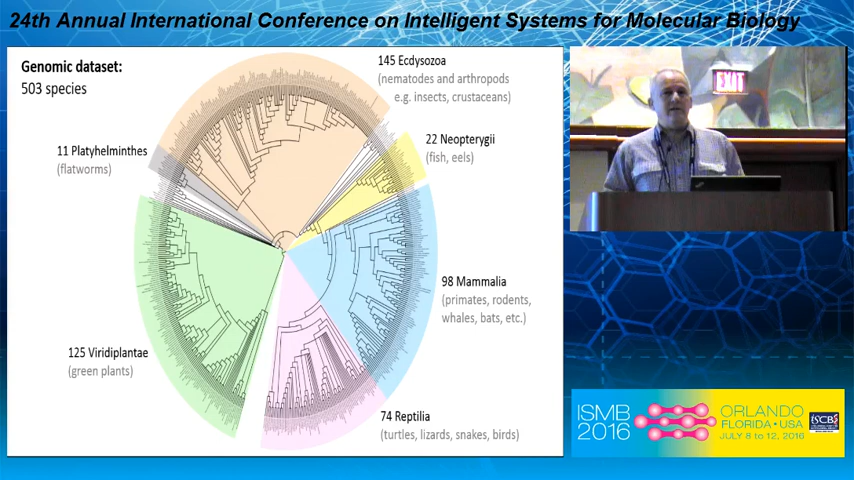 24th Annual International Conference on Intelligent Systems for Molecular Biology
Genomic dataset:
503 species
145 Ecdysozoa
(nematodes and arthropods
e.g. insects, crustaceans)
22 Neopterygii
(fish, eels)
11 Platyhelminthes
(flatworms)
98 Mammalia
(primates, rodents,
whales, bats, etc.)
125 Viridiplantae
(green plants)
74 Reptilia
(turtles, lizards, snakes, birds)
EXIT
ISMB
2016
ORLANDO
FLORIDA • USA
JULY 8 to 12, 2016
ISCB